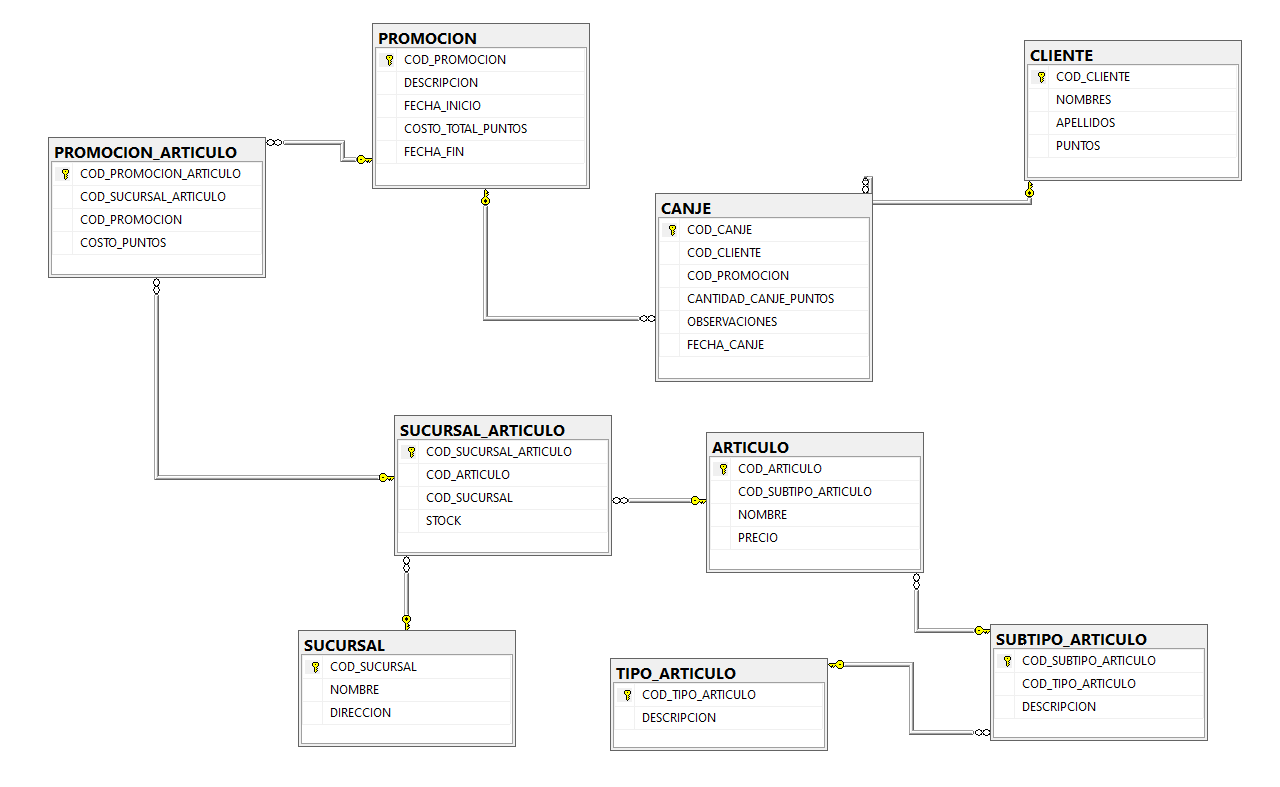 PROMOCION
COD_PROMOCION
DESCRIPCION
FECHA_INICIO
COSTO_TOTAL_PUNTOS
FECHA_FIN
CLIENTE
COD_CLIENTE
NOMBRES
APELLIDOS
PUNTOS
PROMOCION_ARTICULO
COD_PROMOCION_ARTICULO
COD_SUCURSAL_ARTICULO
COD_PROMOCION
COSTO_PUNTOS
CANJE
COD_CANJE
COD_CLIENTE
COD_PROMOCION
CANTIDAD_CANJE_PUNTOS
OBSERVACIONES
FECHA_CANJE
SUCURSAL_ARTICULO
COD_SUCURSAL_ARTICULO
COD_ARTICULO
COD_SUCURSAL
STOCK
ARTICULO
COD_ARTICULO
COD_SUBTIPO_ARTICULO
NOMBRE
PRECIO
SUCURSAL
COD_SUCURSAL
NOMBRE
DIRECCION
TIPO_ARTICULO
COD_TIPO_ARTICULO
DESCRIPCION
SUBTIPO_ARTICULO
COD_SUBTIPO_ARTICULO
COD_TIPO_ARTICULO
DESCRIPCION